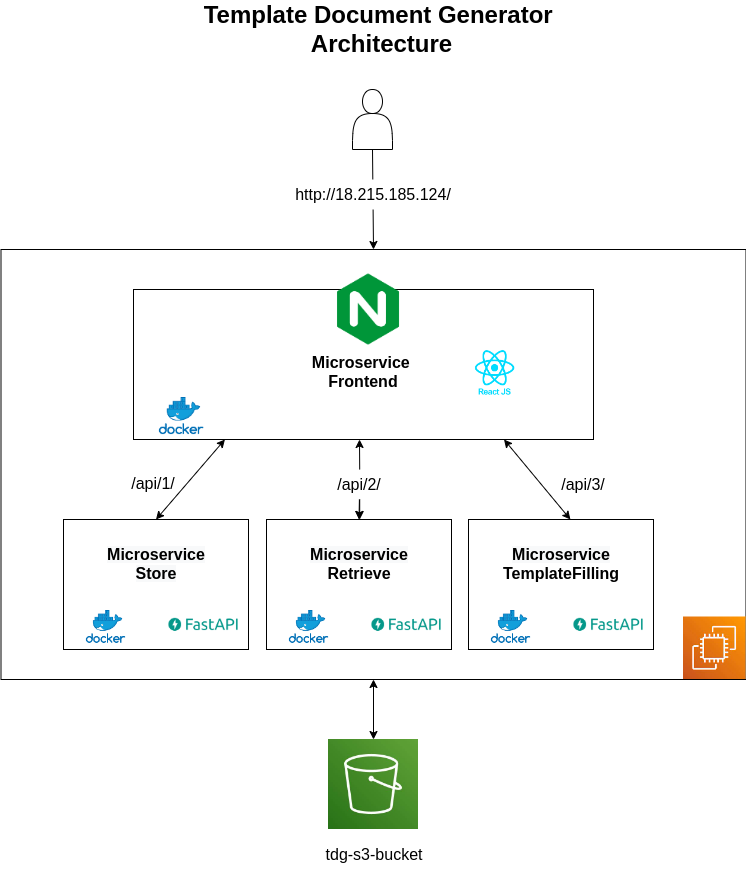 Template Document Generator
Architecture
http://18.215.185.124/
Microservice
Frontend
React JS
docker
/api/1/
/api/2/
/api/3/
Microservice
Store
docker
FastAPI
Microservice
Retrieve
docker
FastAPI
Microservice
TemplateFilling
docker
FastAPI
tdg-s3-bucket